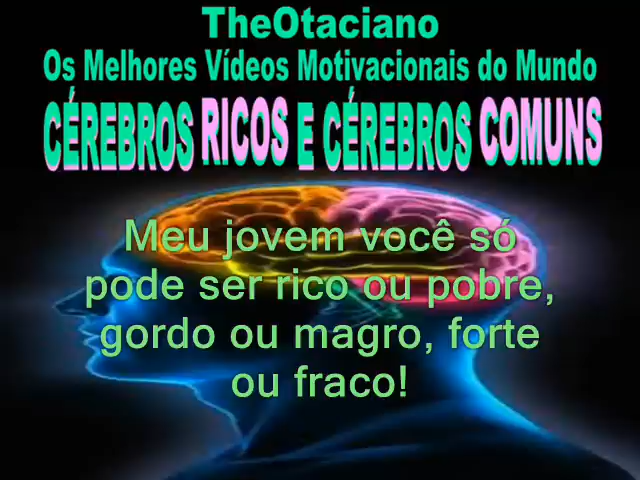 TheOtaciano
Os Melhores Vídeos Motivacionais do Mundo
CÉREBROS RICOS E CÉREBROS COMUNS
Meu jovem você só
pode ser rico ou pobre,
gordo ou magro, forte
ou fraco!